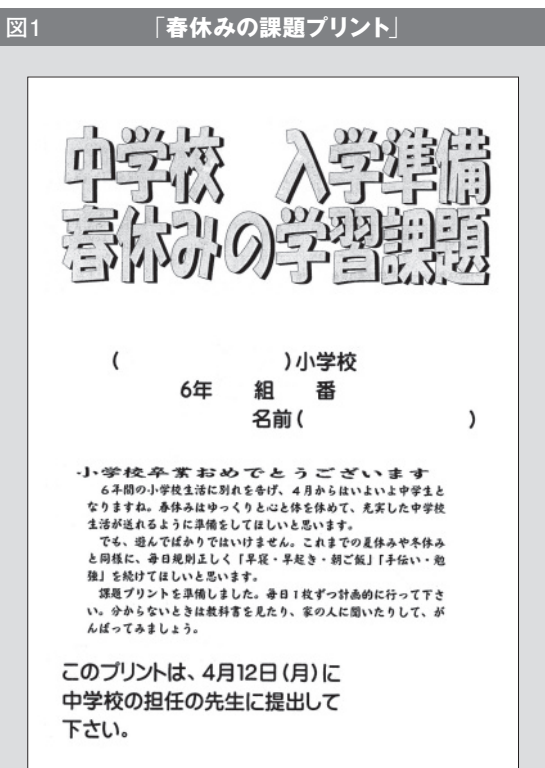 図1 「春休みの課題プリント」
中学校 入学準備
春休みの学習課題
( )小学校
6年 組 番
名前( )
小学校卒業おめでとうございます
6年間の小学校生活に別れを告げ、4月からはいよいよ中学生と
なりますね。春休みはゆっくりと心と体を休めて、充実した中学校
生活が送れるように準備をしてほしいと思います。
でも、遊んでばかりではいけません。これまでの夏休みや冬休み
と同様に、毎日規則正しく「早寝・早起き・朝ご飯」「手伝い・勉
強」を続けてほしいと思います。
課題プリントを準備しました。毎日1枚ずつ計画的に行って下さ
い。分からないときは教科書を見たり、家の人に聞いたりして、が
んばってみましょう。
このプリントは、4月12日(月)に
中学校の担任の先生に提出して
下さい。